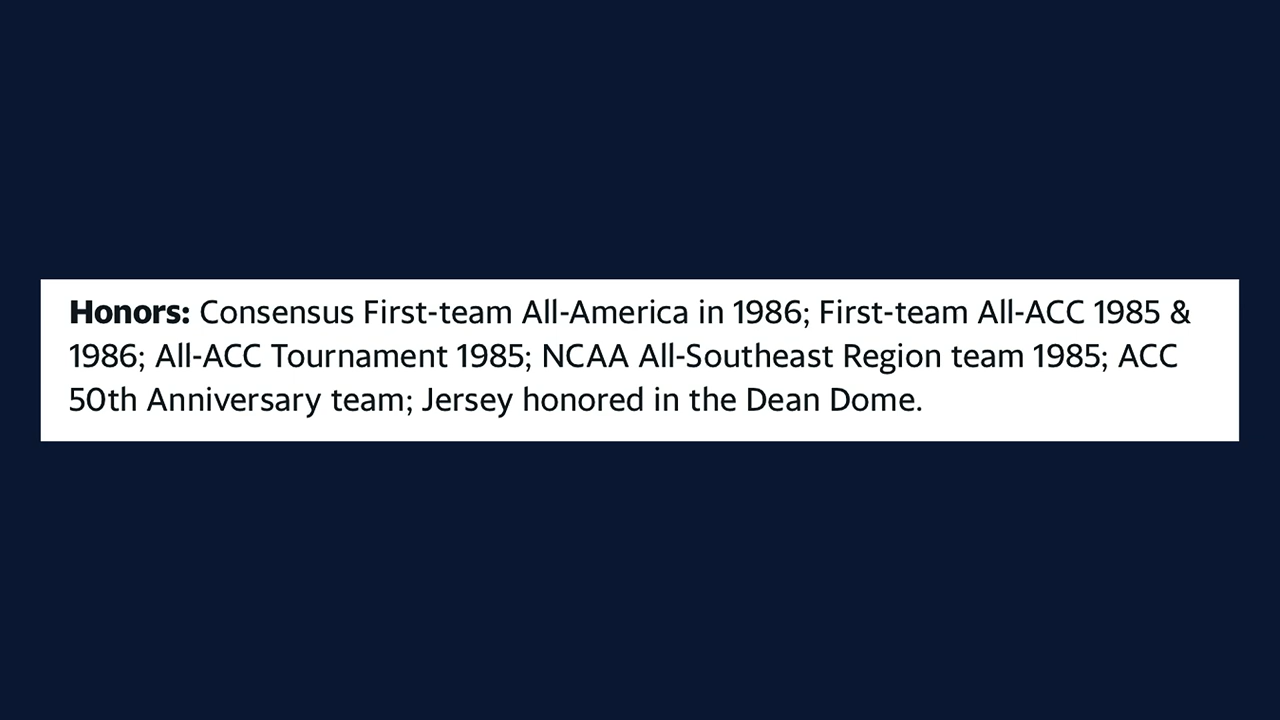 Honors: Consensus First-team All-America in 1986; First-team All-ACC 1985 &
1986; All-ACC Tournament 1985; NCAA All-Southeast Region team 1985; ACC
50th Anniversary team; Jersey honored in the Dean Dome.